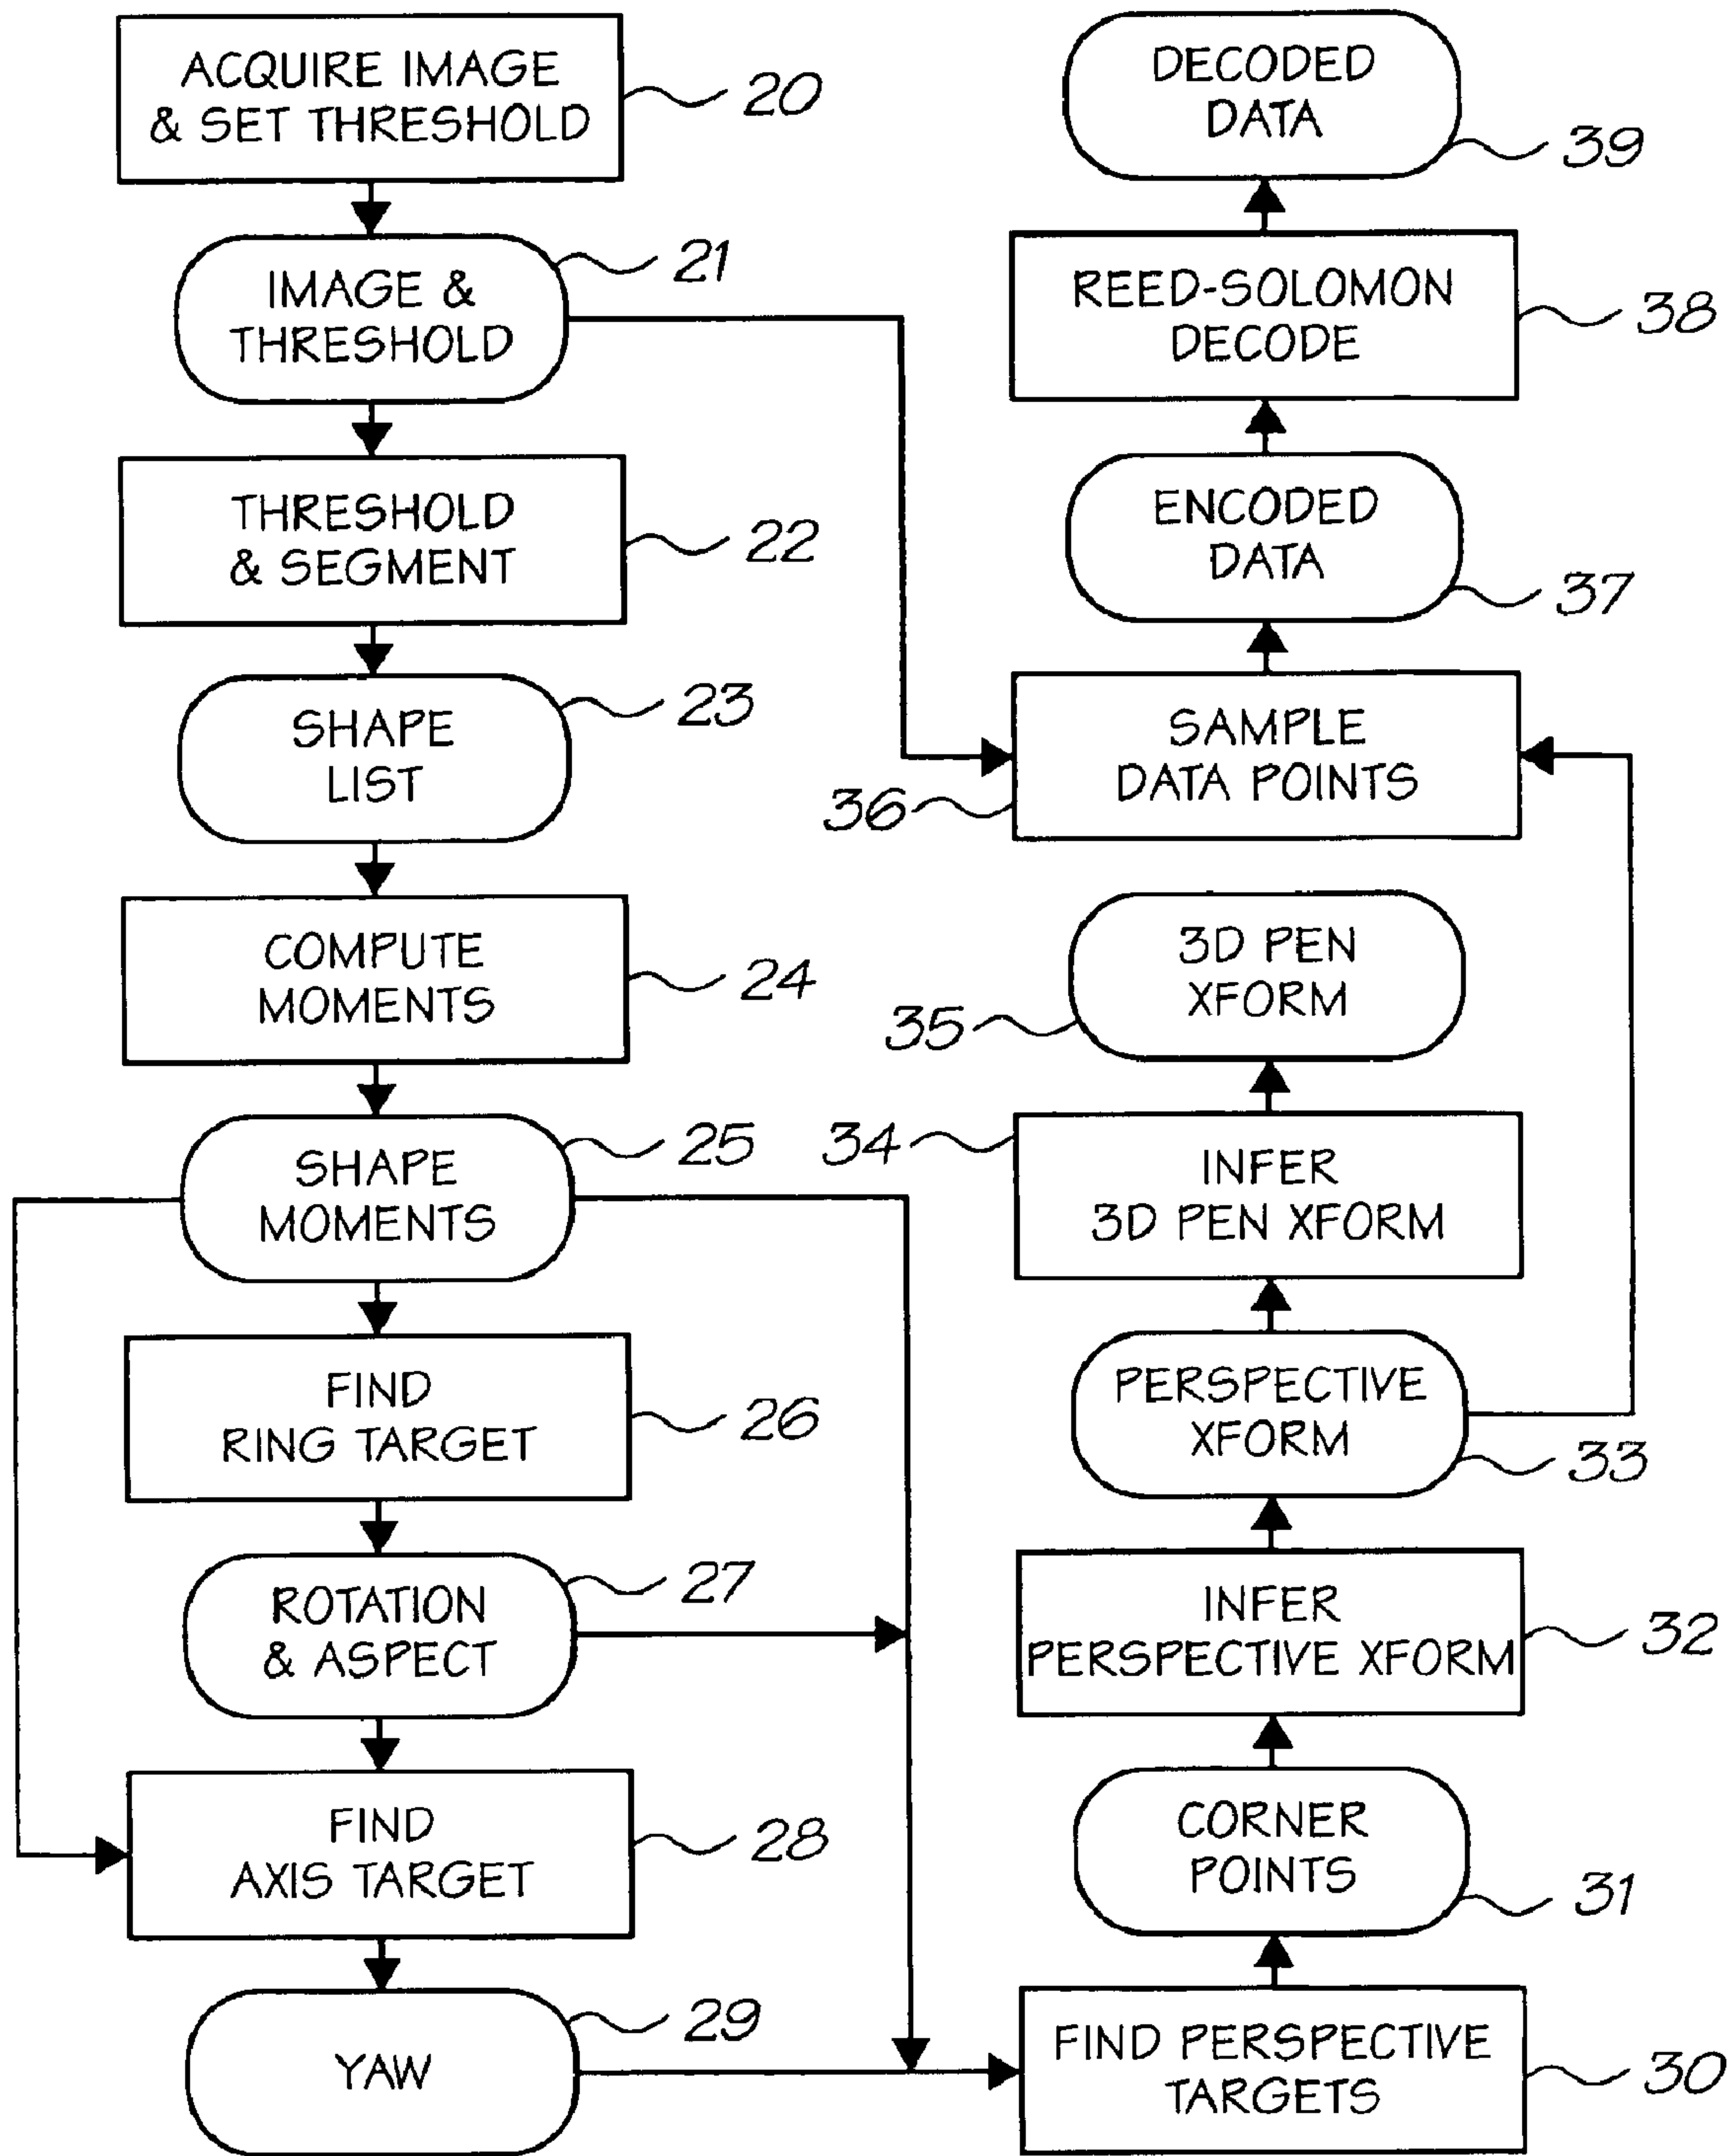 ACQUIRE IMAGE
& SET THRESHOLD
20
IMAGE &
THRESHOLD
21
THRESHOLD
& SEGMENT
22
SHAPE
LIST
23
COMPUTE
MOMENTS
24
SHAPE
MOMENTS
25
FIND
RING TARGET
26
ROTATION
& ASPECT
27
FIND
AXIS TARGET
28
YAW
29
DECODED
DATA
39
REED-SOLOMON
DECODE
38
ENCODED
DATA
37
SAMPLE
DATA POINTS
36
3D PEN
XFORM
35
INFER
3D PEN XFORM
34
PERSPECTIVE
XFORM
33
INFER
PERSPECTIVE XFORM
32
CORNER
POINTS
31
FIND PERSPECTIVE
TARGETS
30